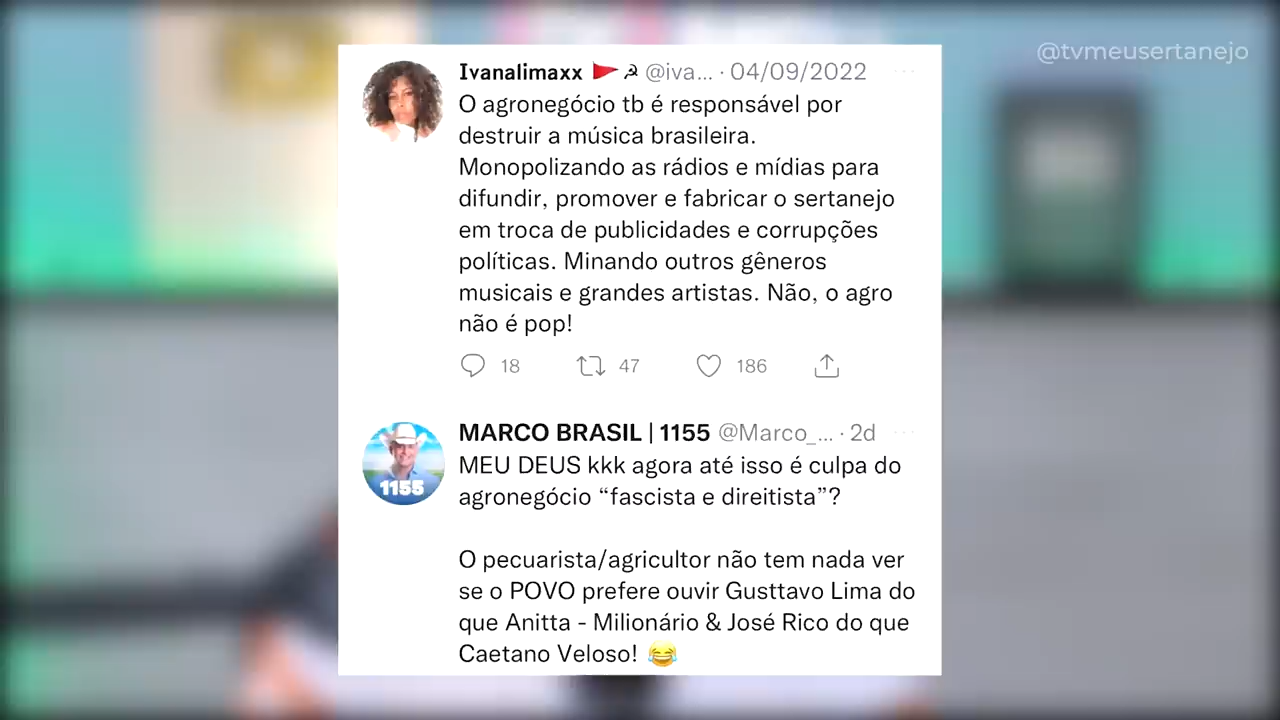 @tvmeusertanejo
Ivanalimaxx 🚩☭ @iva... · 04/09/2022 ...
O agronegócio tb é responsável por
destruir a música brasileira.
Monopolizando as rádios e mídias para
difundir, promover e fabricar o sertanejo
em troca de publicidades e corrupções
políticas. Minando outros gêneros
musicais e grandes artistas. Não, o agro
não é pop!
18 47 186
MARCO BRASIL | 1155 @Marco_... · 2d ...
MEU DEUS kkk agora até isso é culpa do
agronegócio “fascista e direitista”?
O pecuarista/agricultor não tem nada ver
se o POVO prefere ouvir Gusttavo Lima do
que Anitta - Milionário & José Rico do que
Caetano Veloso! 😂
1155